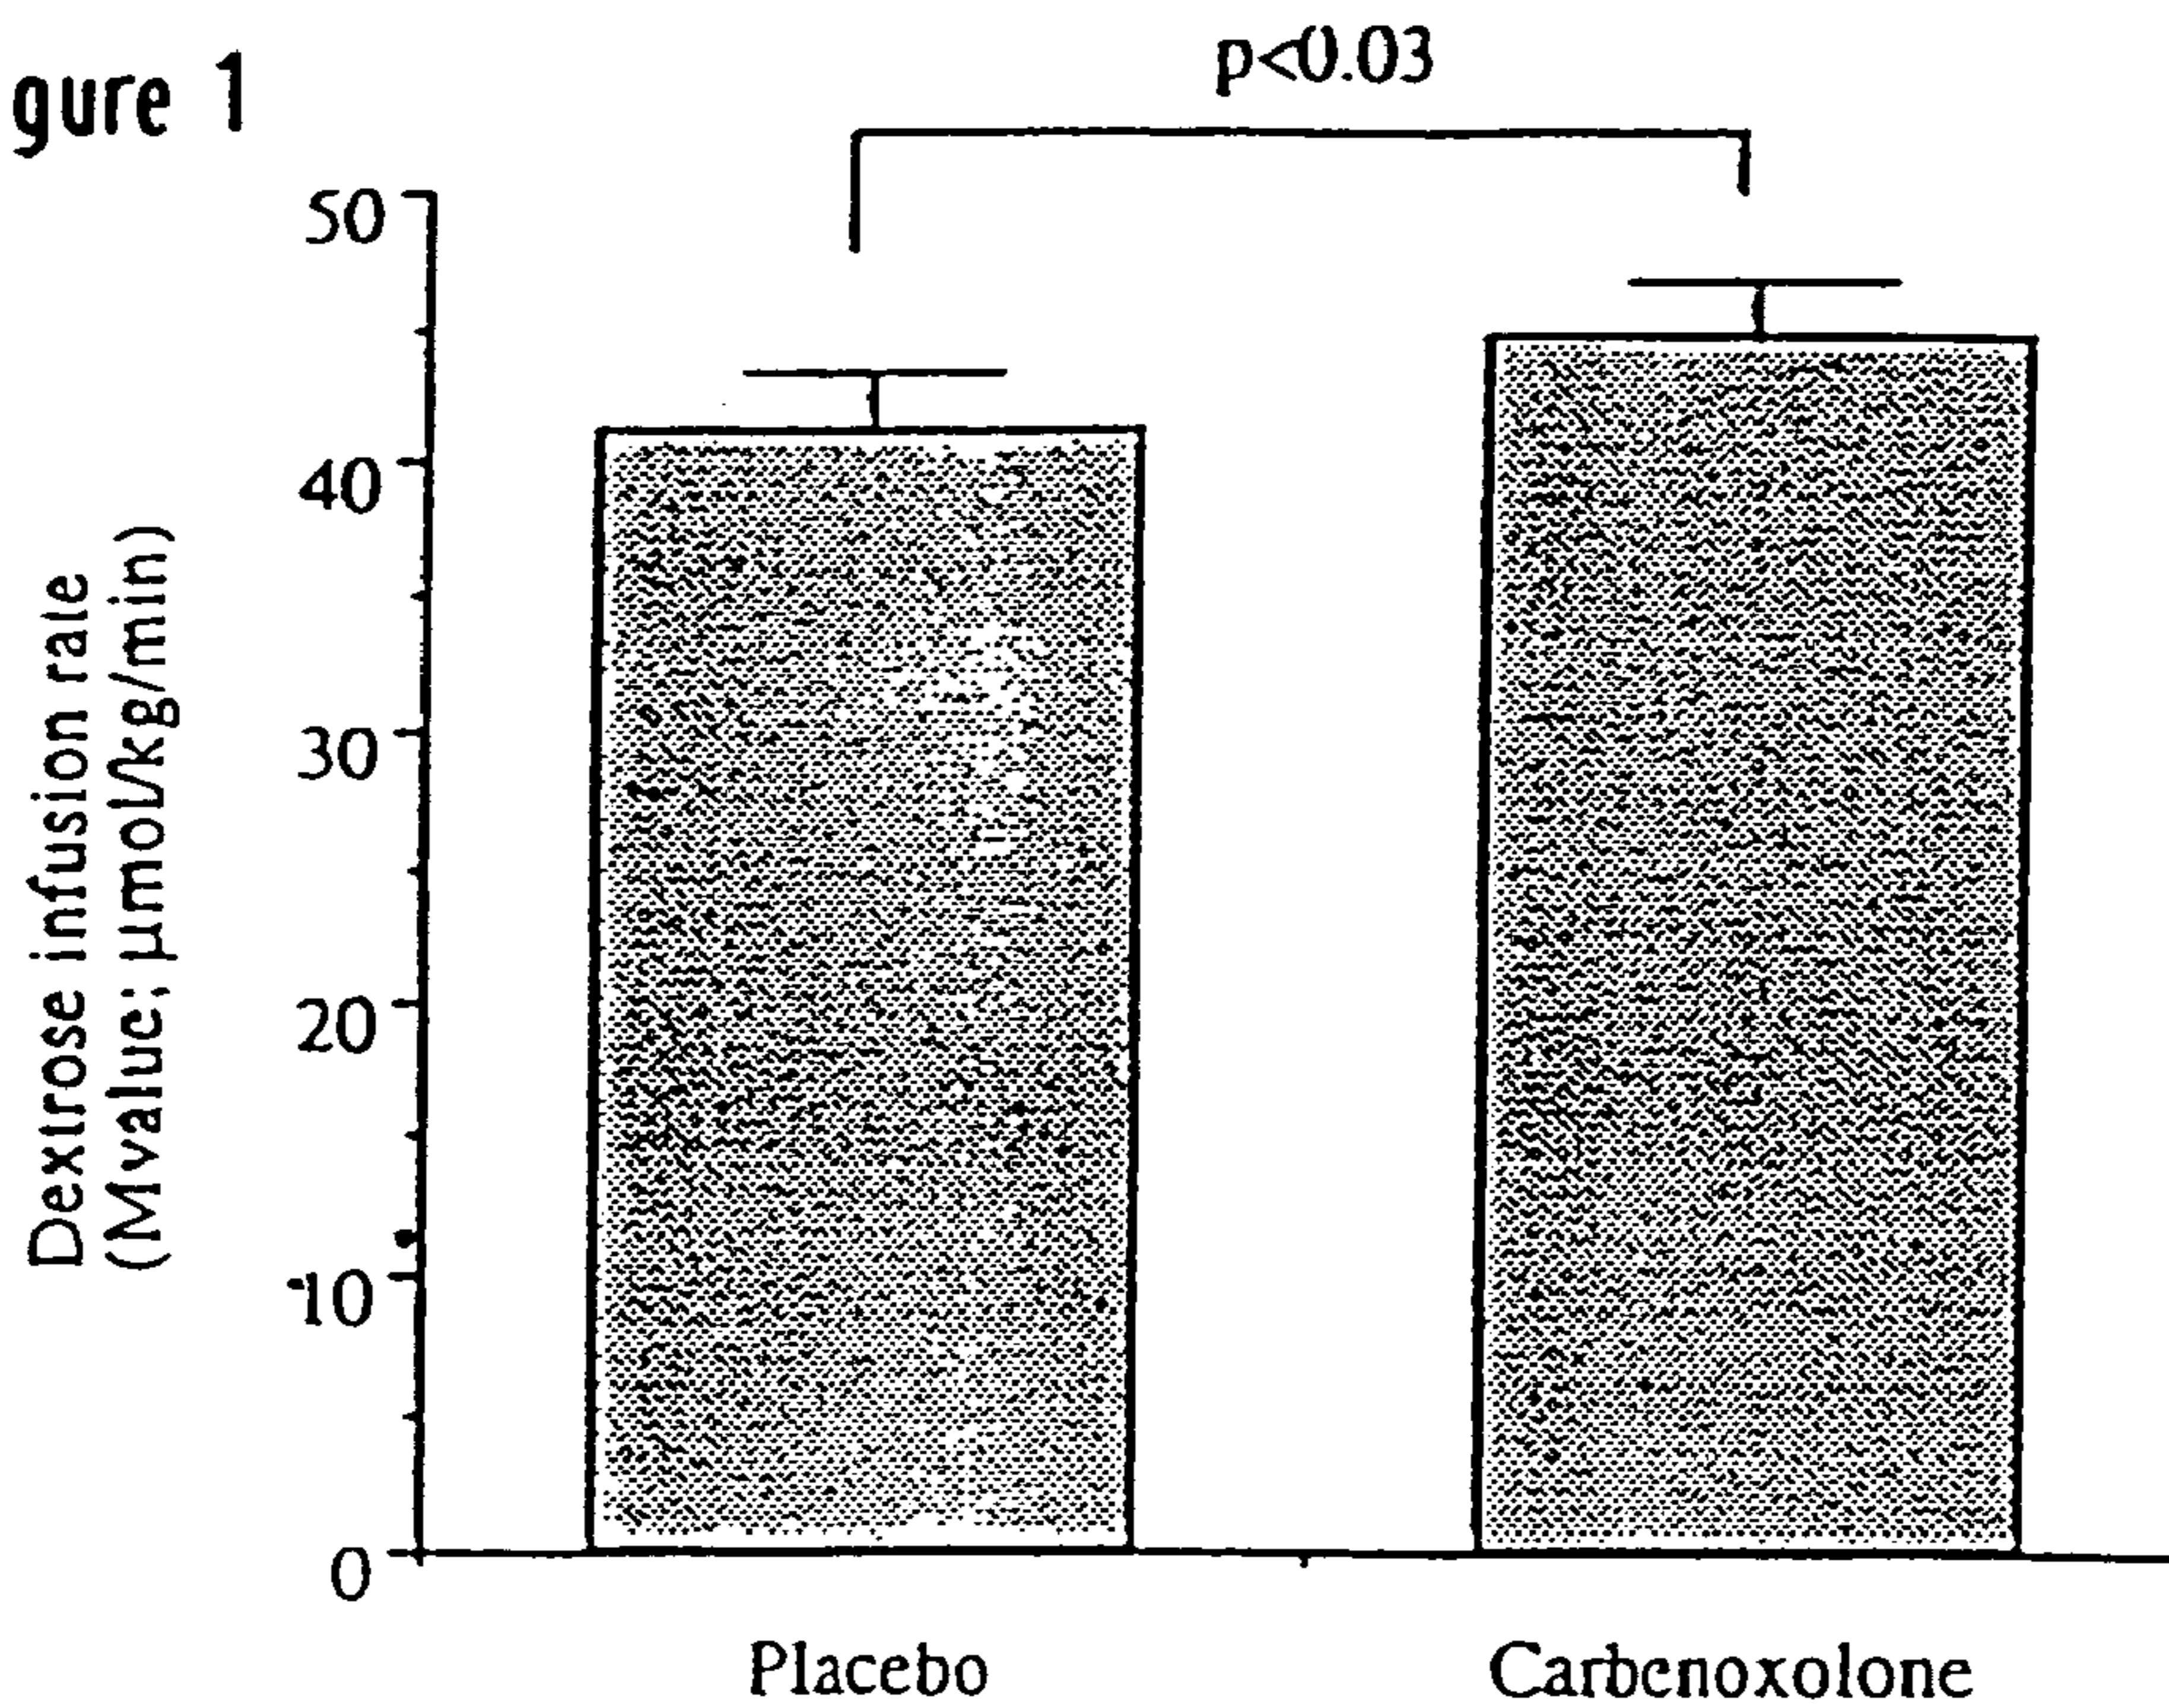 gure 1
p<0.03
50
40
30
20
10
0
Dextrose infusion rate
(Mvalue; µmol/kg/min)
Placebo
Carbenoxolone